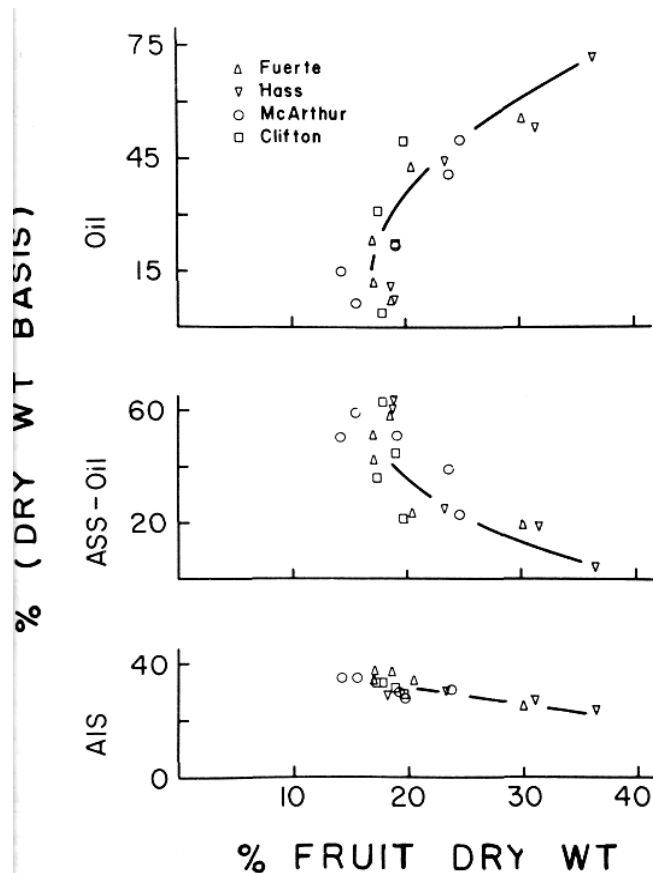 75
45
15
Fuerte
Hass
McArthur
Clifton
Oil
60
20
ASS-Oil
40
0
AIS
10
20
30
40
% (DRY WT BASIS)
% FRUIT DRY WT